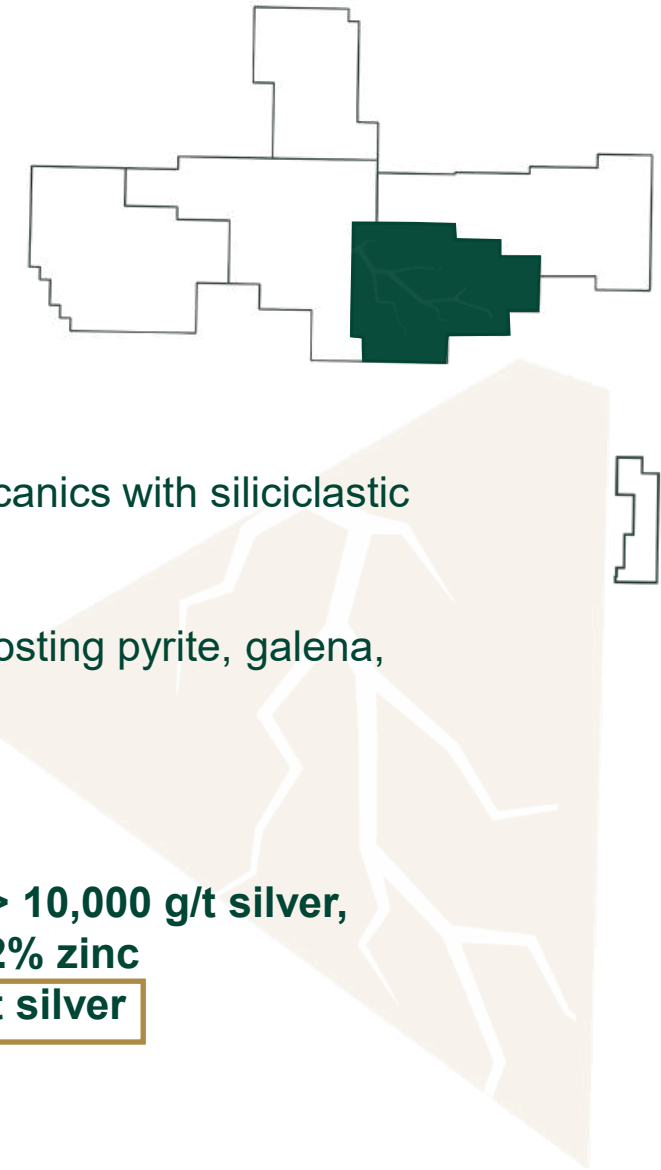 canics with siliciclastic
osting pyrite, galena,
> 10,000 g/t silver,
2% zinc
t silver